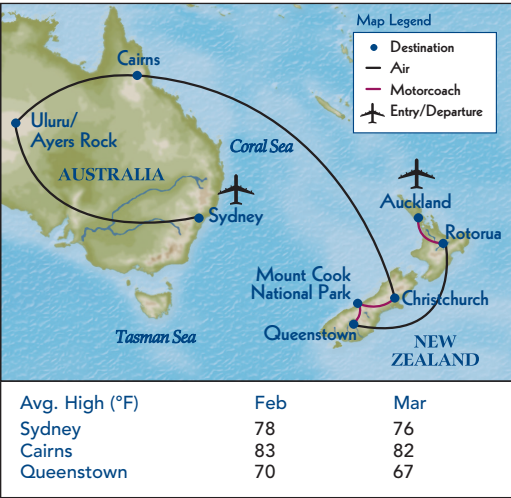 Map Legend
Destination
Air
Motorcoach
Entry/Departure
Cairns
Uluru/
Ayers Rock
Coral Sea
AUSTRALIA
Sydney
Auckland
Rotorua
Mount Cook
National Park
Christchurch
Queenstown
Tasman Sea
NEW
ZEALAND
Avg. High (°F) Feb Mar
Sydney 78 76
Cairns 83 82
Queenstown 70 67